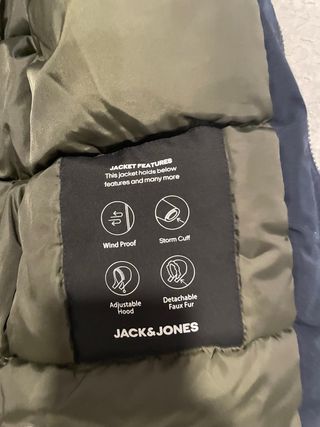 JACKET FEATURES
This jacket holds below
features and many more
Wind Proof
Storm Cuff
Adjustable
Hood
Detachable
Faux Fur
JACK&JONES